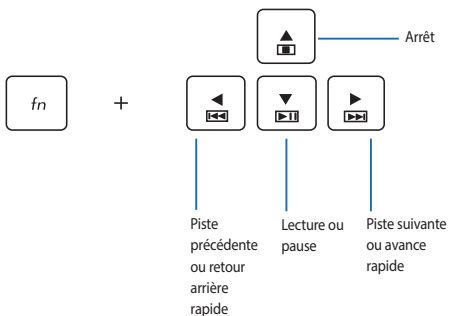 Arrêt
fn
+
Piste
précédente
ou retour
arrière
rapide
Lecture ou
pause
Piste suivante
ou avance
rapide